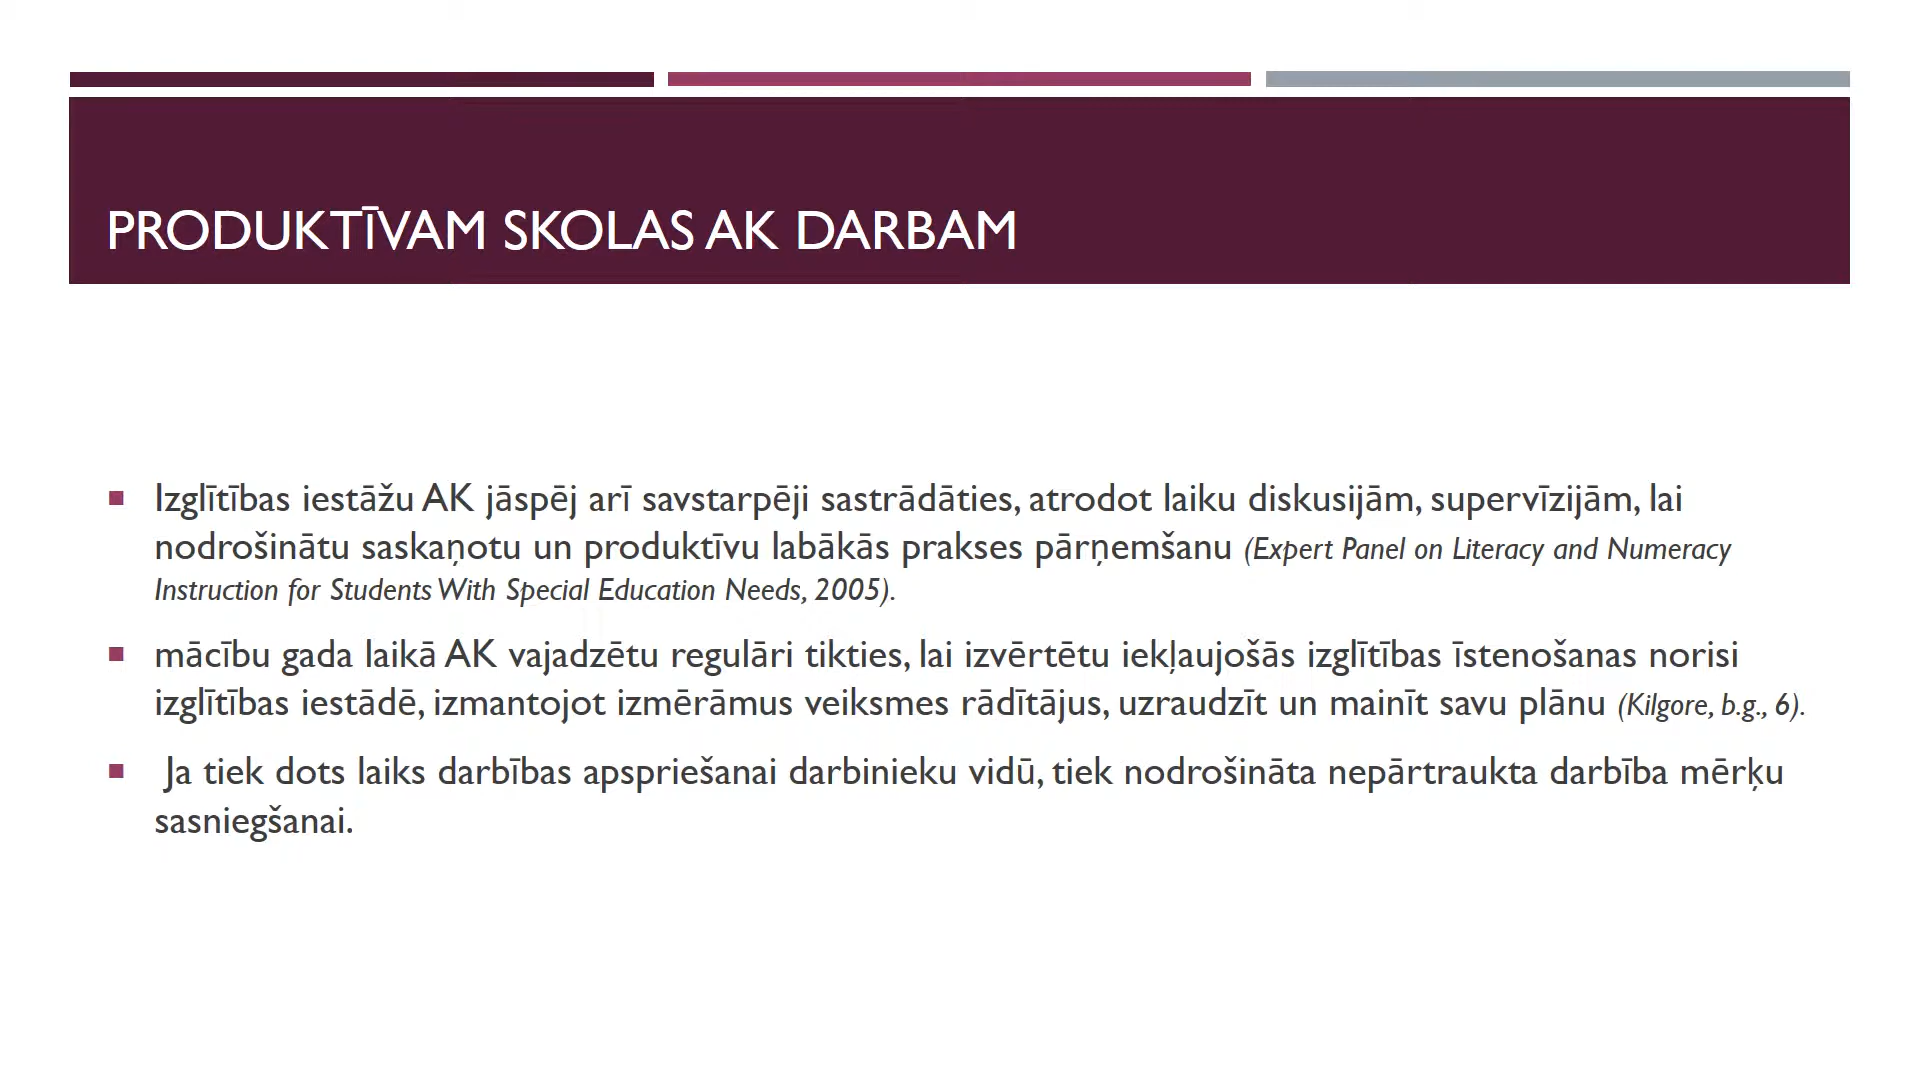 PRODUKTĪVAM SKOLAS AK DARBAM
Izglītības iestāžu AK jāspēj arī savstarpēji sastrādāties, atrodot laiku diskusijām, supervīzijām, lai
nodrošinātu saskaņotu un produktīvu labākās prakses pārņemšanu (Expert Panel on Literacy and Numeracy
Instruction for Students With Special Education Needs, 2005).
mācību gada laikā AK vajadzētu regulāri tikties, lai izvērtētu iekļaujošās izglītības īstenošanas norisi
izglītības iestādē, izmantojot izmērāmus veiksmes rādītājus, uzraudzīt un mainīt savu plānu (Kilgore, b.g., 6).
Ja tiek dots laiks darbības apspriešanai darbinieku vidū, tiek nodrošināta nepārtraukta darbība mērķu
sasniegšanai.